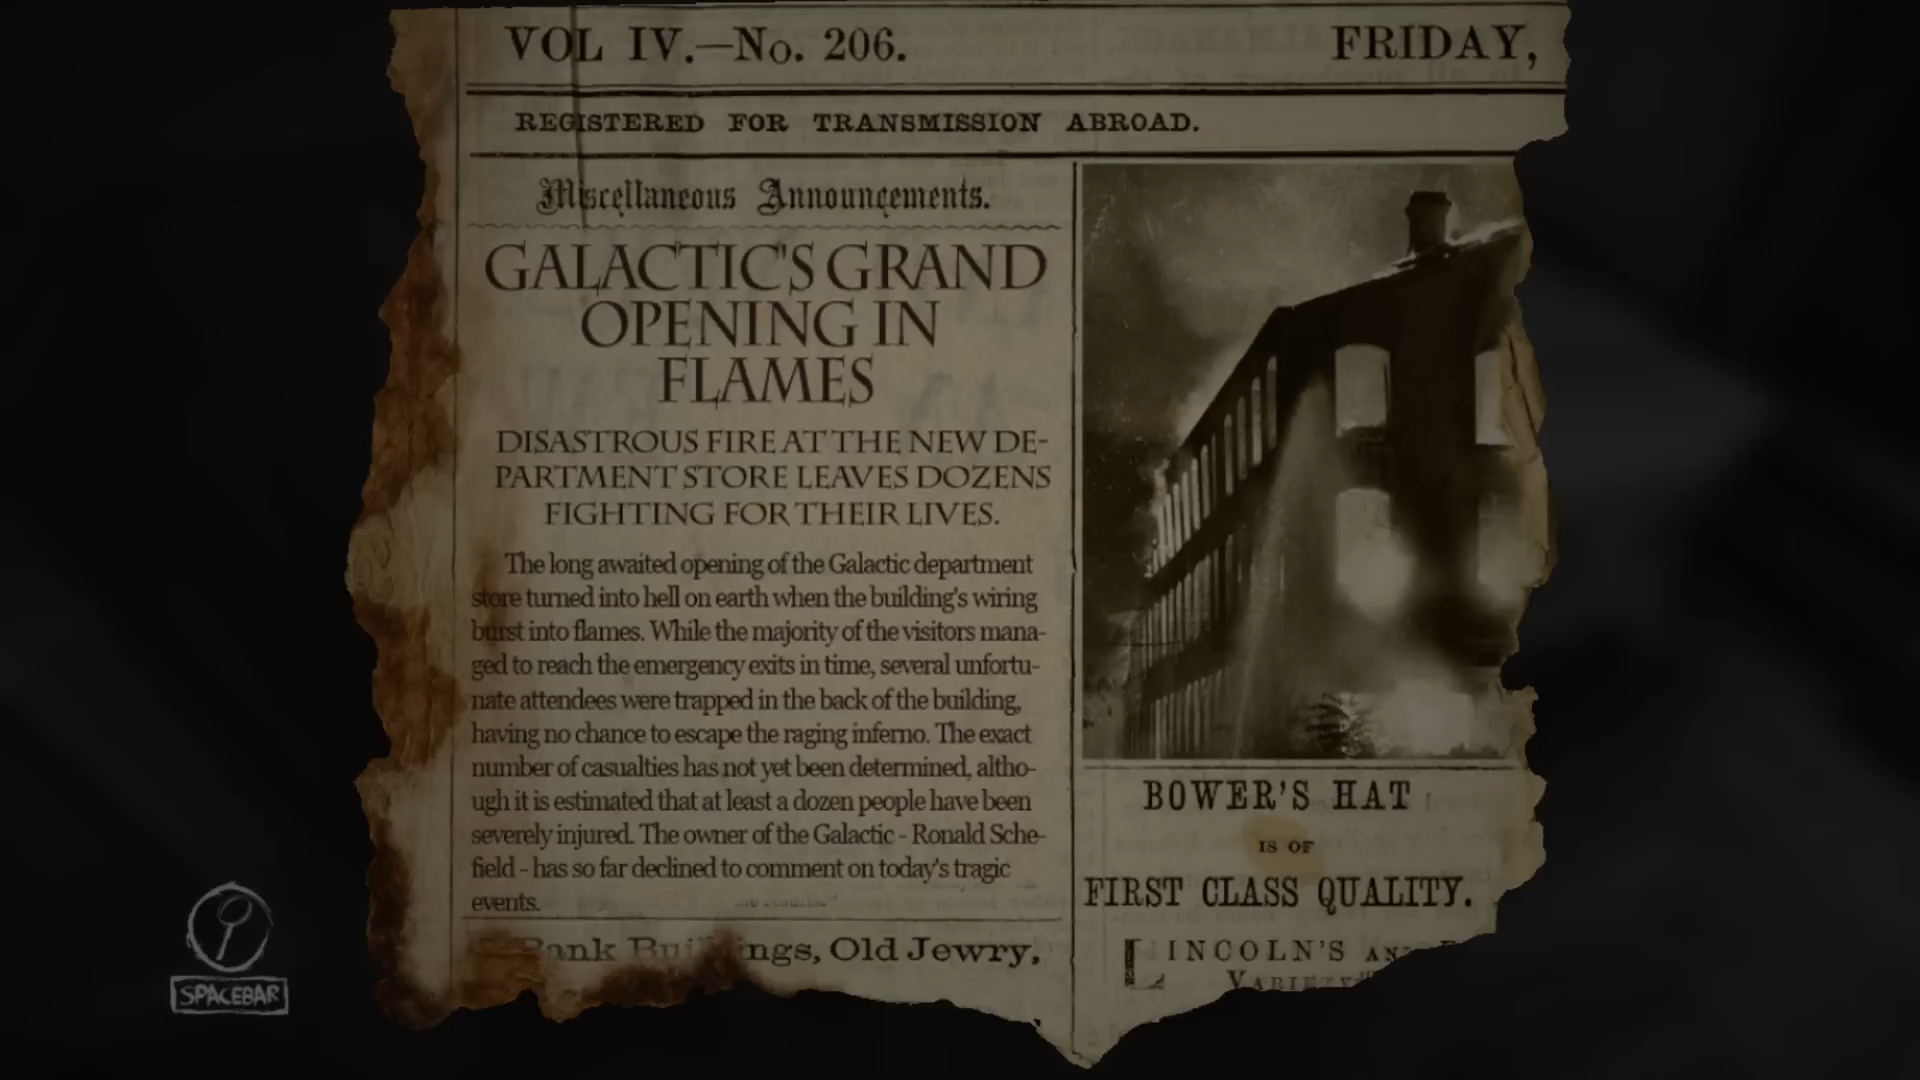 VOL IV.—No. 206.
FRIDAY,
REGISTERED FOR TRANSMISSION ABROAD.
Miscellaneous Announcements.
GALACTIC'S GRAND
OPENING IN
FLAMES
DISASTROUS FIRE AT THE NEW DE-
PARTMENT STORE LEAVES DOZENS
FIGHTING FOR THEIR LIVES.
The long awaited opening of the Galactic department
store turned into hell on earth when the building's wiring
burst into flames. While the majority of the visitors mana-
ged to reach the emergency exits in time, several unfortu-
nate attendees were trapped in the back of the building,
having no chance to escape the raging inferno. The exact
number of casualties has not yet been determined, altho-
ugh it is estimated that at least a dozen people have been
severely injured. The owner of the Galactic - Ronald Sche-
field - has so far declined to comment on today's tragic
events.
Old Jewry,
BOWER'S HAT
IS OF
FIRST CLASS QUALITY.
LINCOLN'S
SPACEBAR